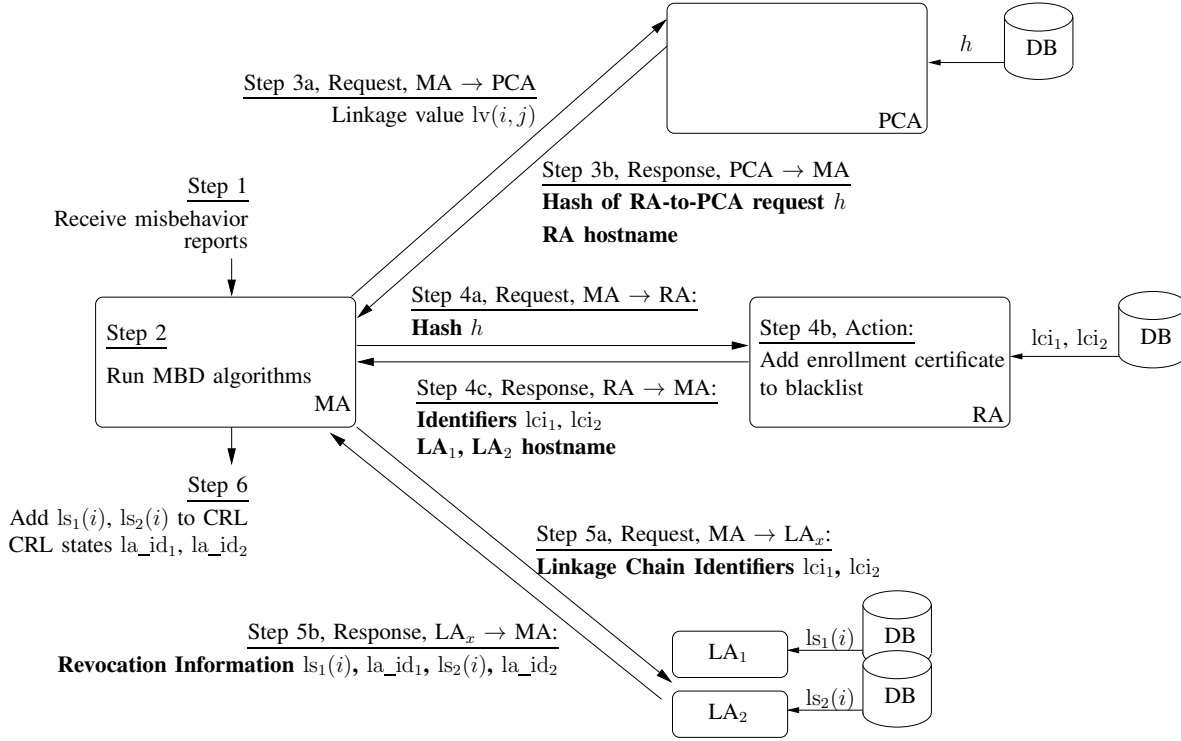 h
DB
PCA
Step 3a, Request, MA → PCA
Linkage value lv(i, j)
Step 3b, Response, PCA → MA
Hash of RA-to-PCA request h
RA hostname
Step 1
Receive misbehavior
reports
Step 2
Run MBD algorithms
MA
Step 4a, Request, MA → RA:
Hash h
Step 4b, Action:
Add enrollment certificate
to blacklist
RA
lci₁, lci₂
DB
Step 4c, Response, RA → MA:
Identifiers lci₁, lci₂
LA₁, LA₂ hostname
Step 6
Add ls₁(i), ls₂(i) to CRL
CRL states la_id₁, la_id₂
Step 5a, Request, MA → LAₓ:
Linkage Chain Identifiers lci₁, lci₂
Step 5b, Response, LAₓ → MA:
Revocation Information ls₁(i), la_id₁, ls₂(i), la_id₂
LA₁
ls₁(i)
DB
LA₂
ls₂(i)
DB